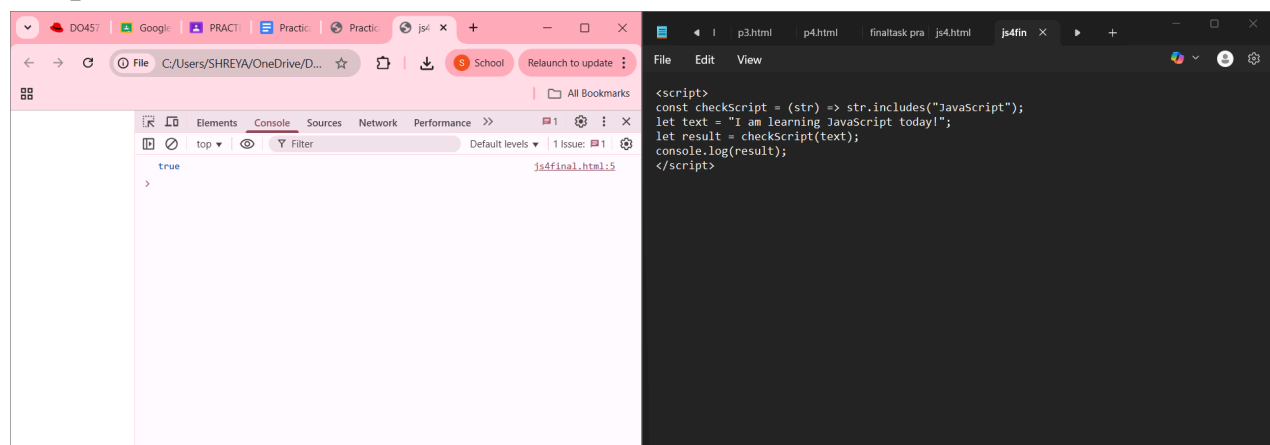 DO457 Google PRACTI Practic Practic js4
File C:/Users/SHREYA/OneDrive/D... S School Relaunch to update
All Bookmarks
Elements Console Sources Network Performance 1
top Filter Default levels 1 Issue: 1
true js4final.html:5
>
p3.html p4.html finaltask pra js4.html js4fin
File Edit View
<script>
const checkScript = (str) => str.includes("JavaScript");
let text = "I am learning JavaScript today!";
let result = checkScript(text);
console.log(result);
</script>